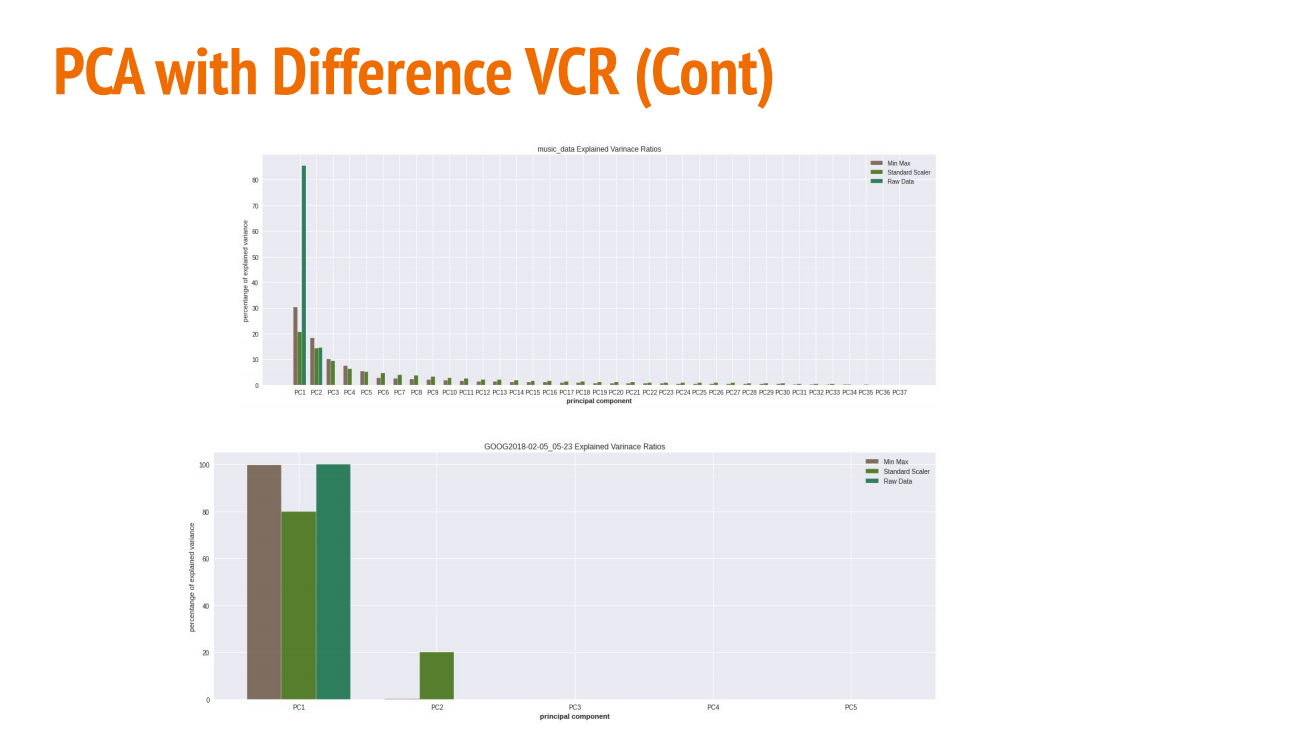 PCA with Difference VCR (Cont)
music_data Explained Varinace Ratios
Min Max
Standard Scaler
Raw Data
percentange of explained variance
80
70
60
50
40
30
20
10
0
PC1 PC2 PC3 PC4 PC5 PC6 PC7 PC8 PC9 PC10 PC11 PC12 PC13 PC14 PC15 PC16 PC17 PC18 PC19 PC20 PC21 PC22 PC23 PC24 PC25 PC26 PC27 PC28 PC29 PC30 PC31 PC32 PC33 PC34 PC35 PC36 PC37
principal component
GOOG2018-02-05_05-23 Explained Varinace Ratios
Min Max
Standard Scaler
Raw Data
percentange of explained variance
100
80
60
40
20
0
PC1 PC2 PC3 PC4 PC5
principal component